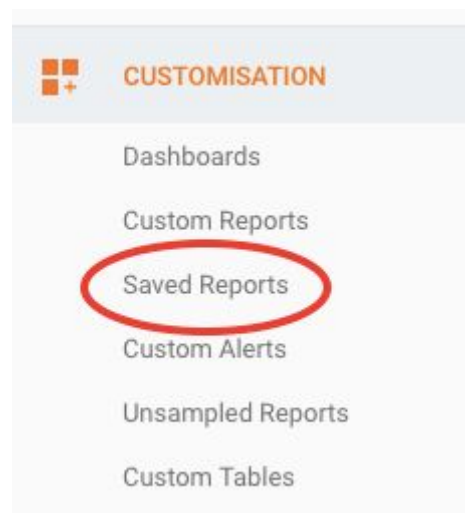 CUSTOMISATION
Dashboards
Custom Reports
Saved Reports
Custom Alerts
Unsampled Reports
Custom Tables